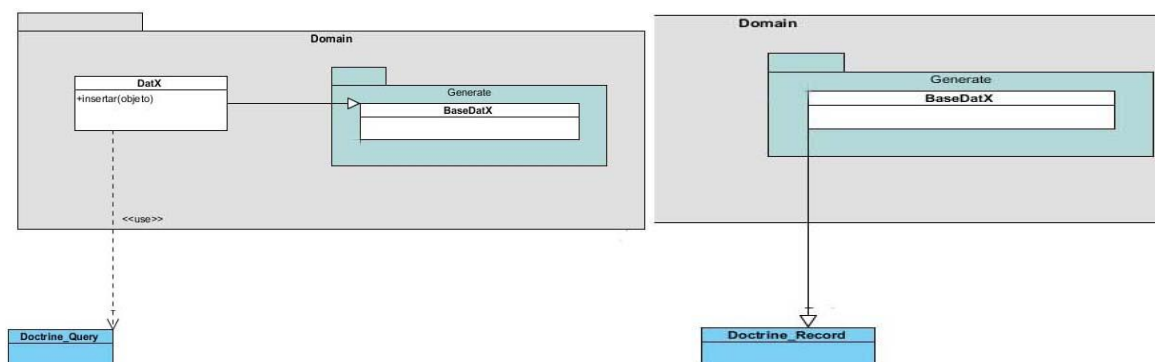 Domain
DatX
+insertar(objeto)
Generate
BaseDatX
<<use>>
Doctrine_Query
Domain
Generate
BaseDatX
Doctrine_Record